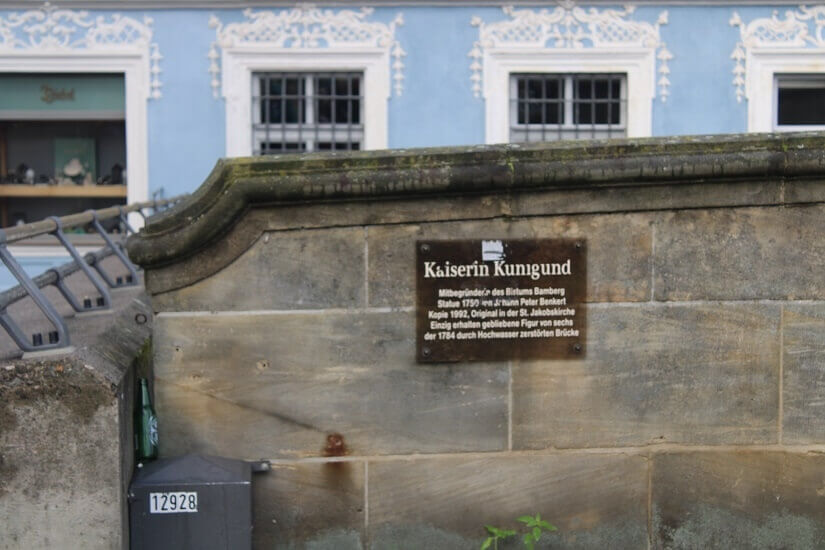 Kaiserin Kunigund
Mitbegründerin des Bistums Bamberg
Statue 1750 von Johann Peter Benkert
Kopie 1992, Original in der St. Jakobskirche
Einzig erhalten gebliebene Figur von sechs
der 1784 durch Hochwasser zerstörten Brücke
12928